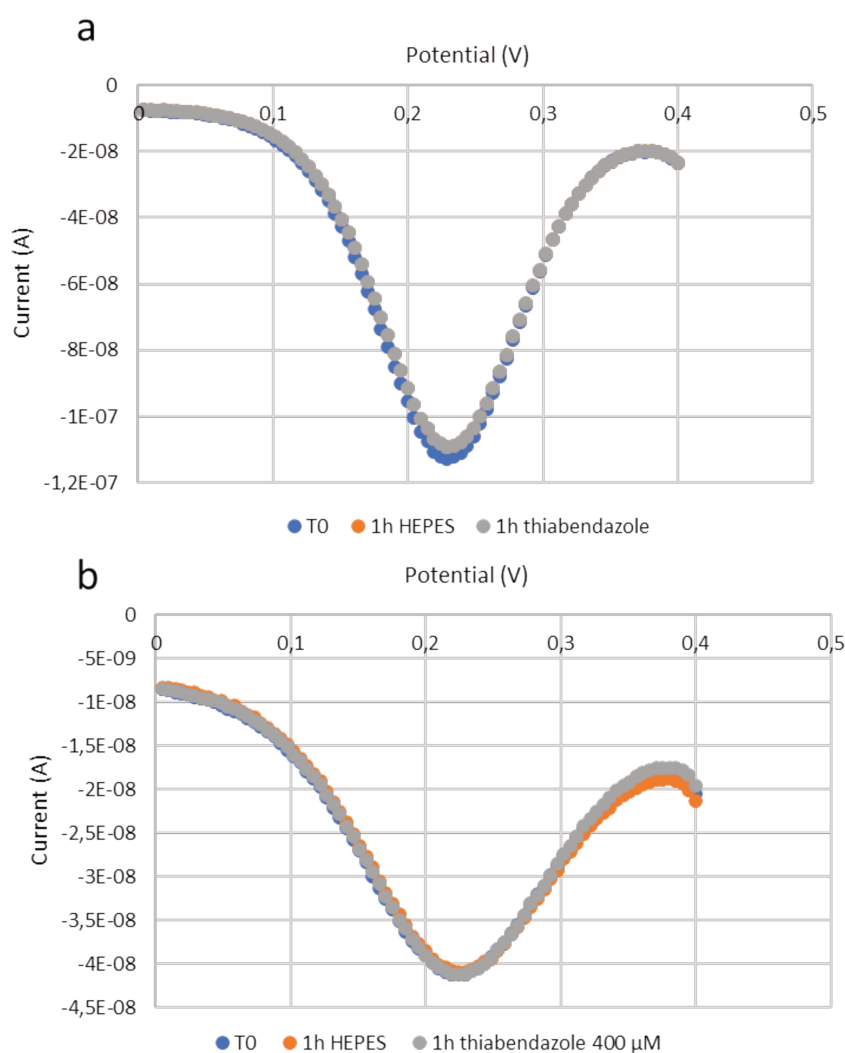 a
Potential (V)
0
0 0,1 0,2 0,3 0,4 0,5
-2E-08
-4E-08
-6E-08
-8E-08
-1E-07
-1,2E-07
Current (A)
T0 1h HEPES 1h thiabendazole
b
Potential (V)
0
0 0,1 0,2 0,3 0,4 0,5
-5E-09
-1E-08
-1,5E-08
-2E-08
-2,5E-08
-3E-08
-3,5E-08
-4E-08
-4,5E-08
Current (A)
T0 1h HEPES 1h thiabendazole 400 µM